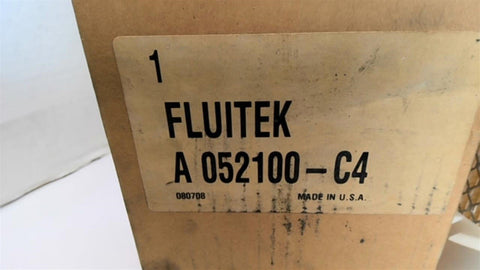 1
FLUITEK
A 052100-C4
080708 MADE IN U.S.A.